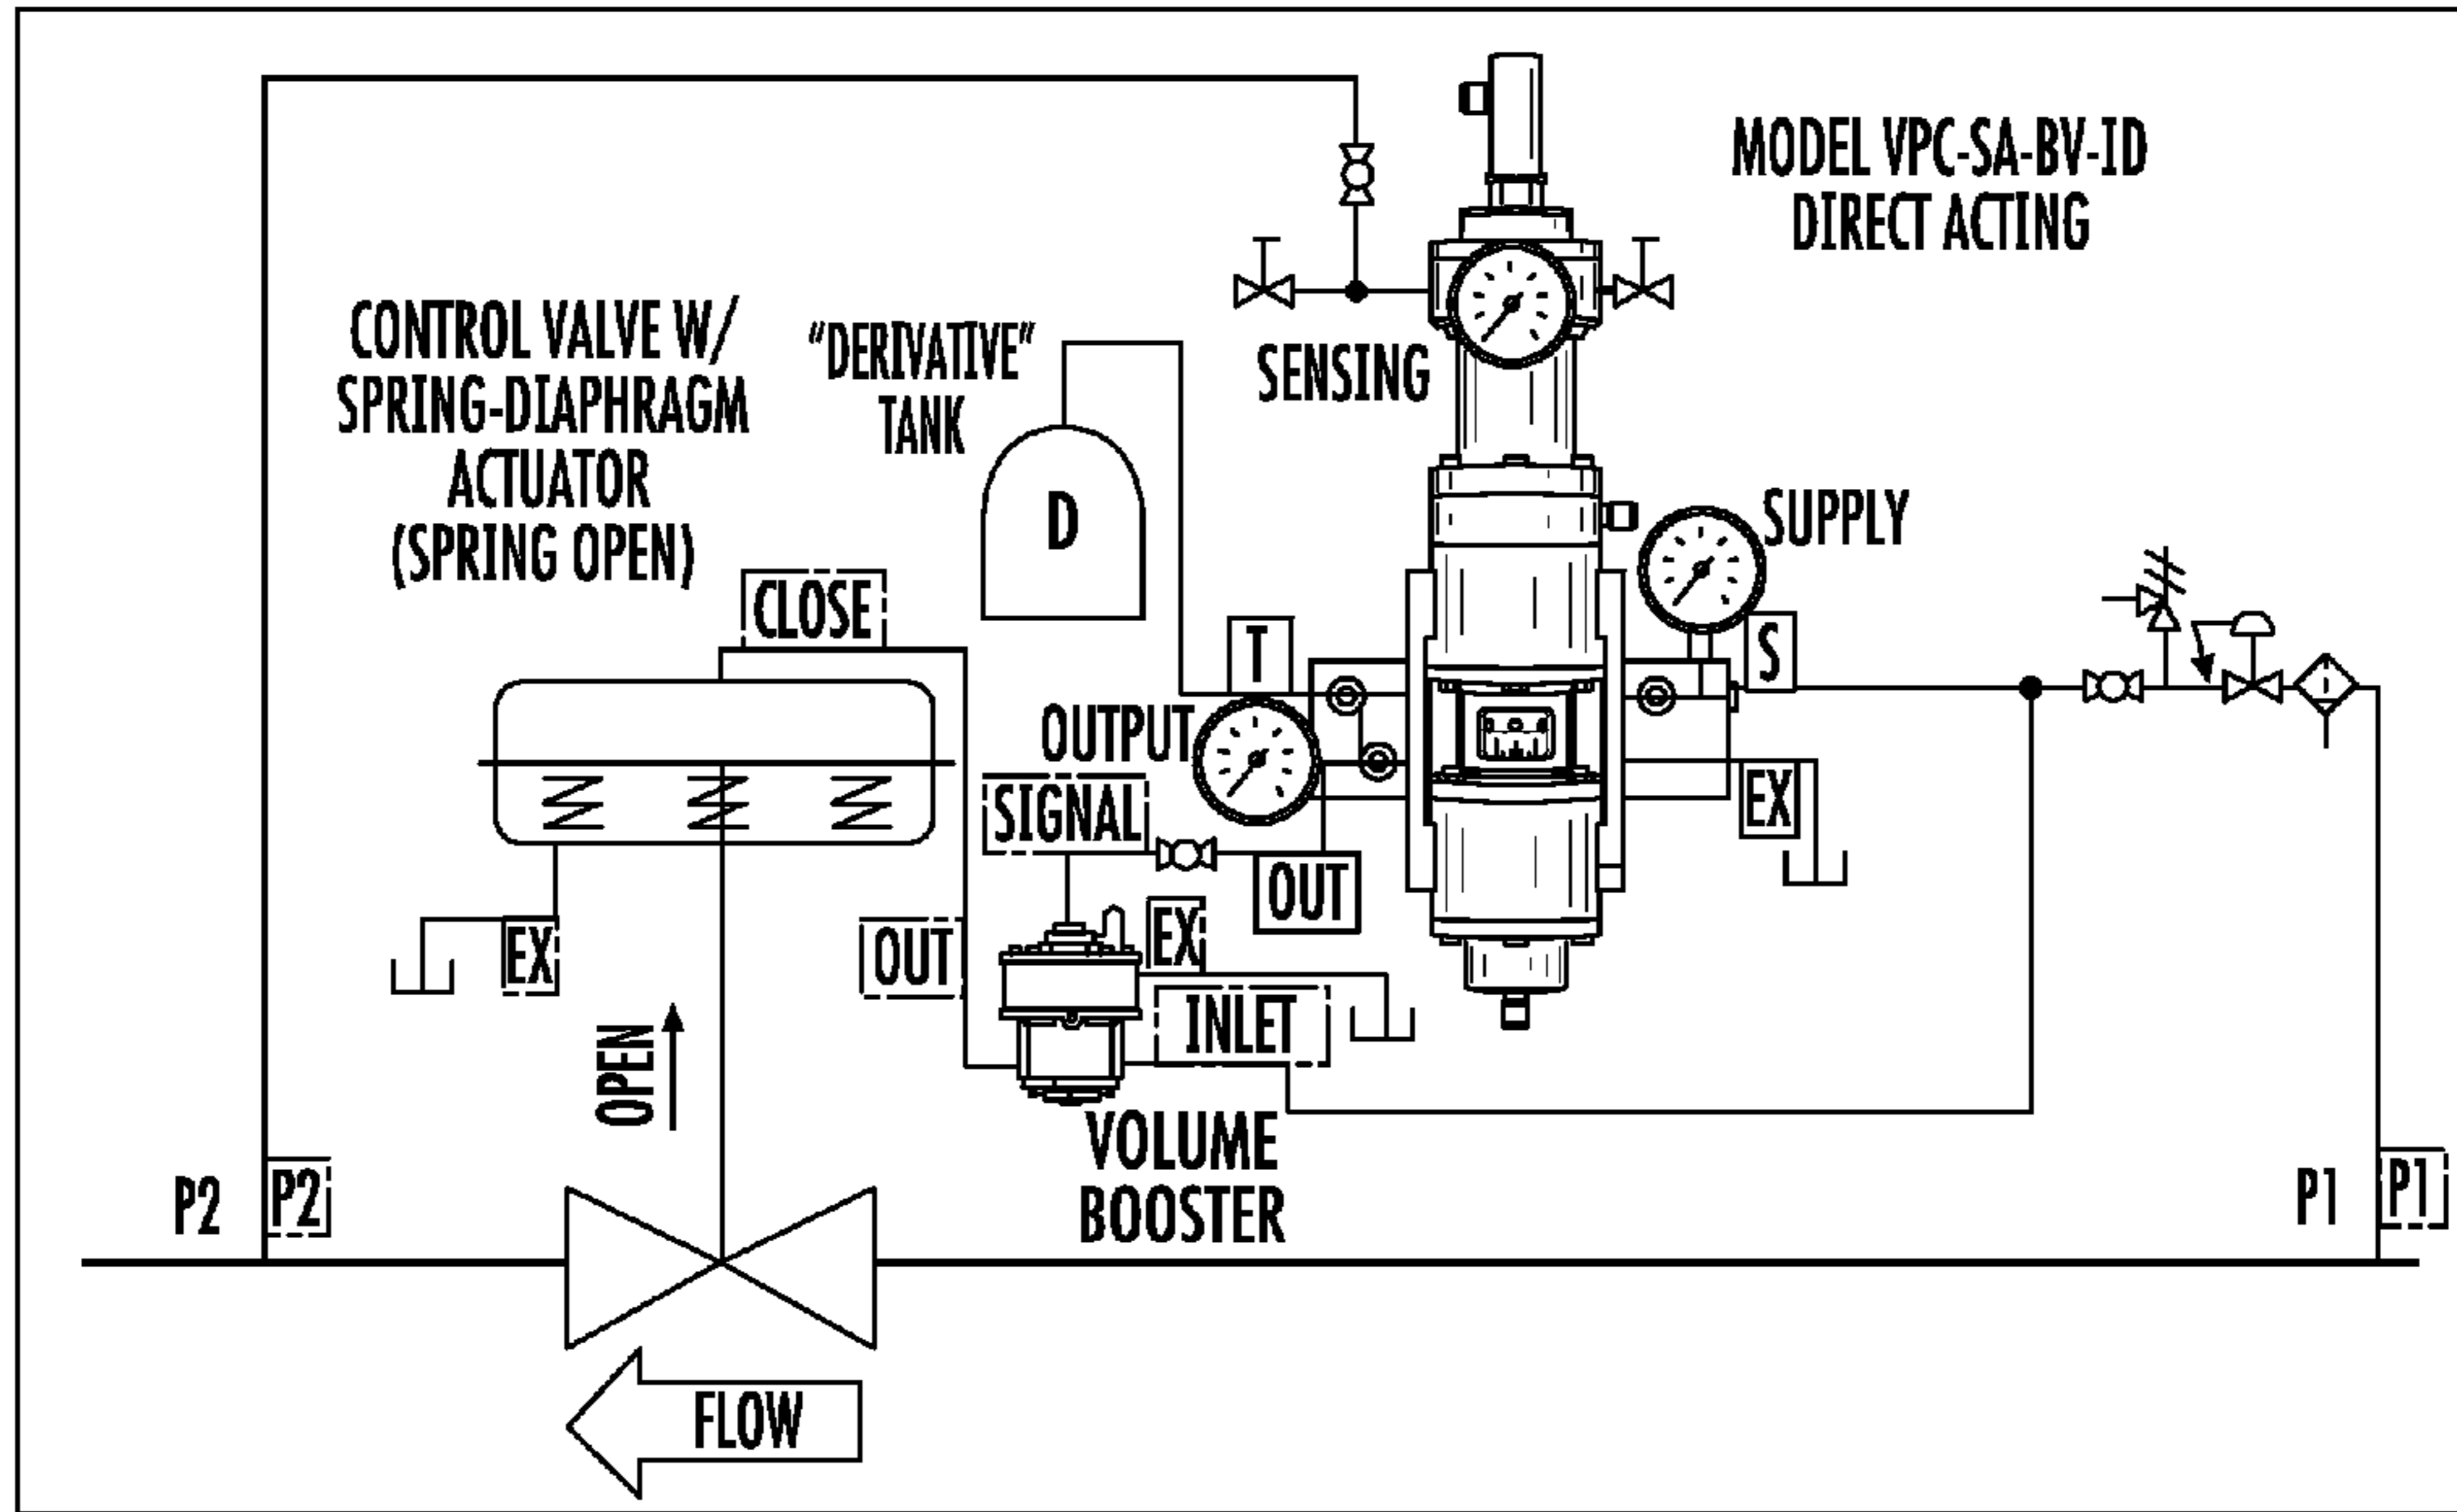 MODEL VPC-SA-BV-ID
DIRECT ACTING
CONTROL VALVE W/
SPRING-DIAPHRAGM
ACTUATOR
(SPRING OPEN)
"DERIVATIVE"
TANK
SENSING
D
SUPPLY
CLOSE
T
S
OUTPUT
SIGNAL
EX
OUT
EX
OUT
EX
INLET
OPEN
VOLUME
BOOSTER
P2
P2
P1
P1
FLOW